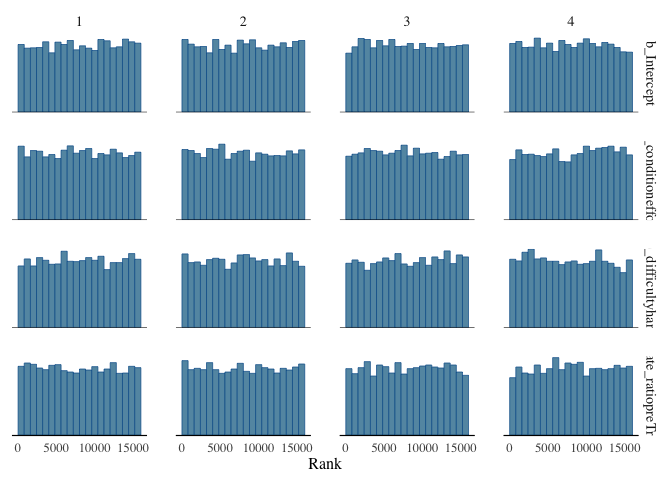 1 2 3 4
b_Intercept
_conditioneffc
_difficultyhar
ate_ratiopreTr
0 5000 10000 15000 0 5000 10000 15000 0 5000 10000 15000 0 5000 10000 15000
Rank